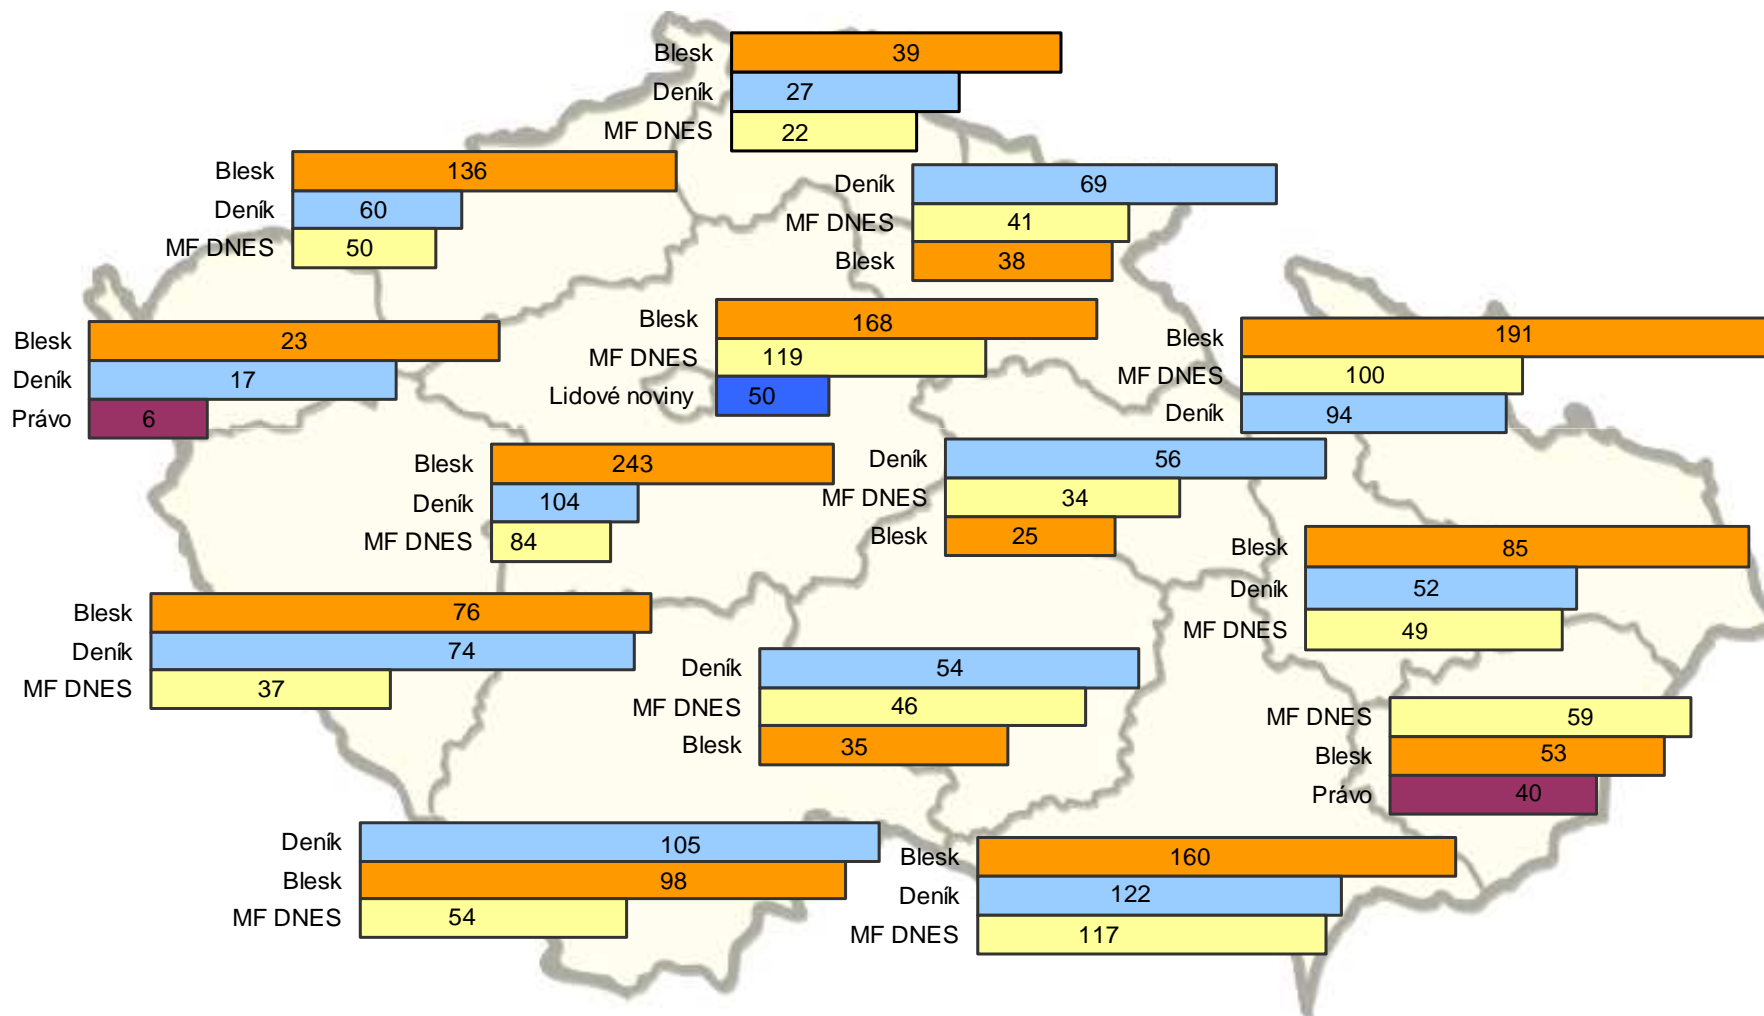 Blesk 39
Deník 27
MF DNES 22
Blesk 136
Deník 60
MF DNES 50
Deník 69
MF DNES 41
Blesk 38
Blesk 23
Deník 17
Právo 6
Blesk 168
MF DNES 119
Lidové noviny 50
Blesk 191
MF DNES 100
Deník 94
Blesk 243
Deník 104
MF DNES 84
Deník 56
MF DNES 34
Blesk 25
Blesk 85
Deník 52
MF DNES 49
Blesk 76
Deník 74
MF DNES 37
Deník 54
MF DNES 46
Blesk 35
MF DNES 59
Blesk 53
Právo 40
Deník 105
Blesk 98
MF DNES 54
Blesk 160
Deník 122
MF DNES 117